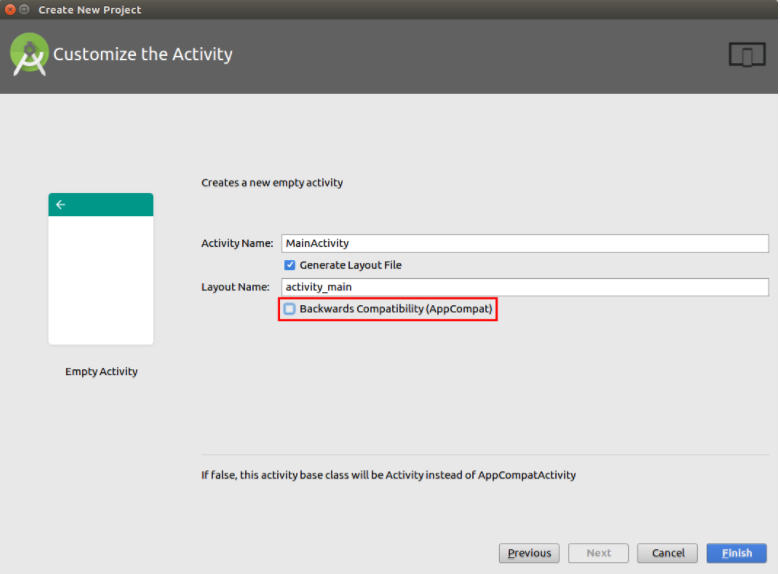 Create New Project
Customize the Activity
Creates a new empty activity
Activity Name: MainActivity
Generate Layout File
Layout Name: activity_main
Backwards Compatibility (AppCompat)
Empty Activity
If false, this activity base class will be Activity instead of AppCompatActivity
Previous Next Cancel Finish